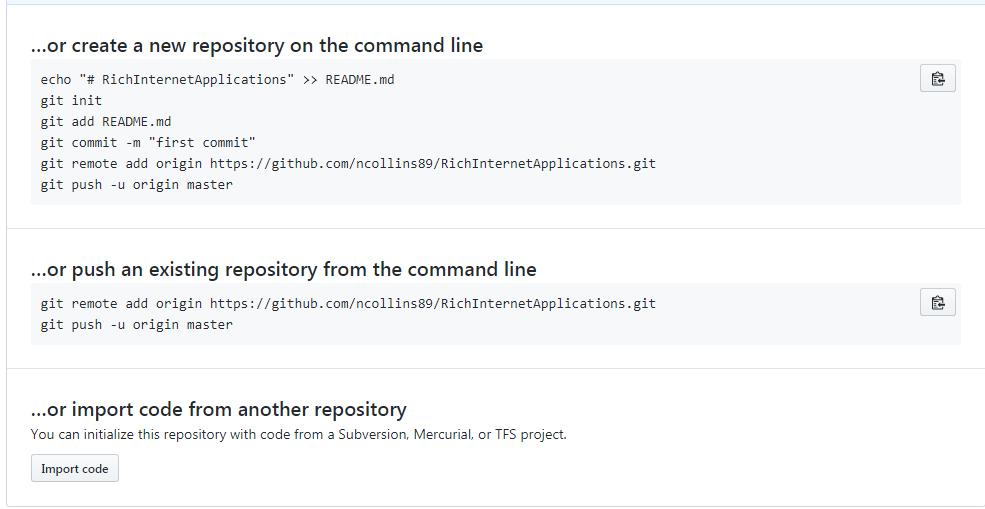 ...or create a new repository on the command line
echo "# RichInternetApplications" >> README.md
git init
git add README.md
git commit -m "first commit"
git remote add origin https://github.com/ncollins89/RichInternetApplications.git
git push -u origin master
...or push an existing repository from the command line
git remote add origin https://github.com/ncollins89/RichInternetApplications.git
git push -u origin master
...or import code from another repository
You can initialize this repository with code from a Subversion, Mercurial, or TFS project.
Import code